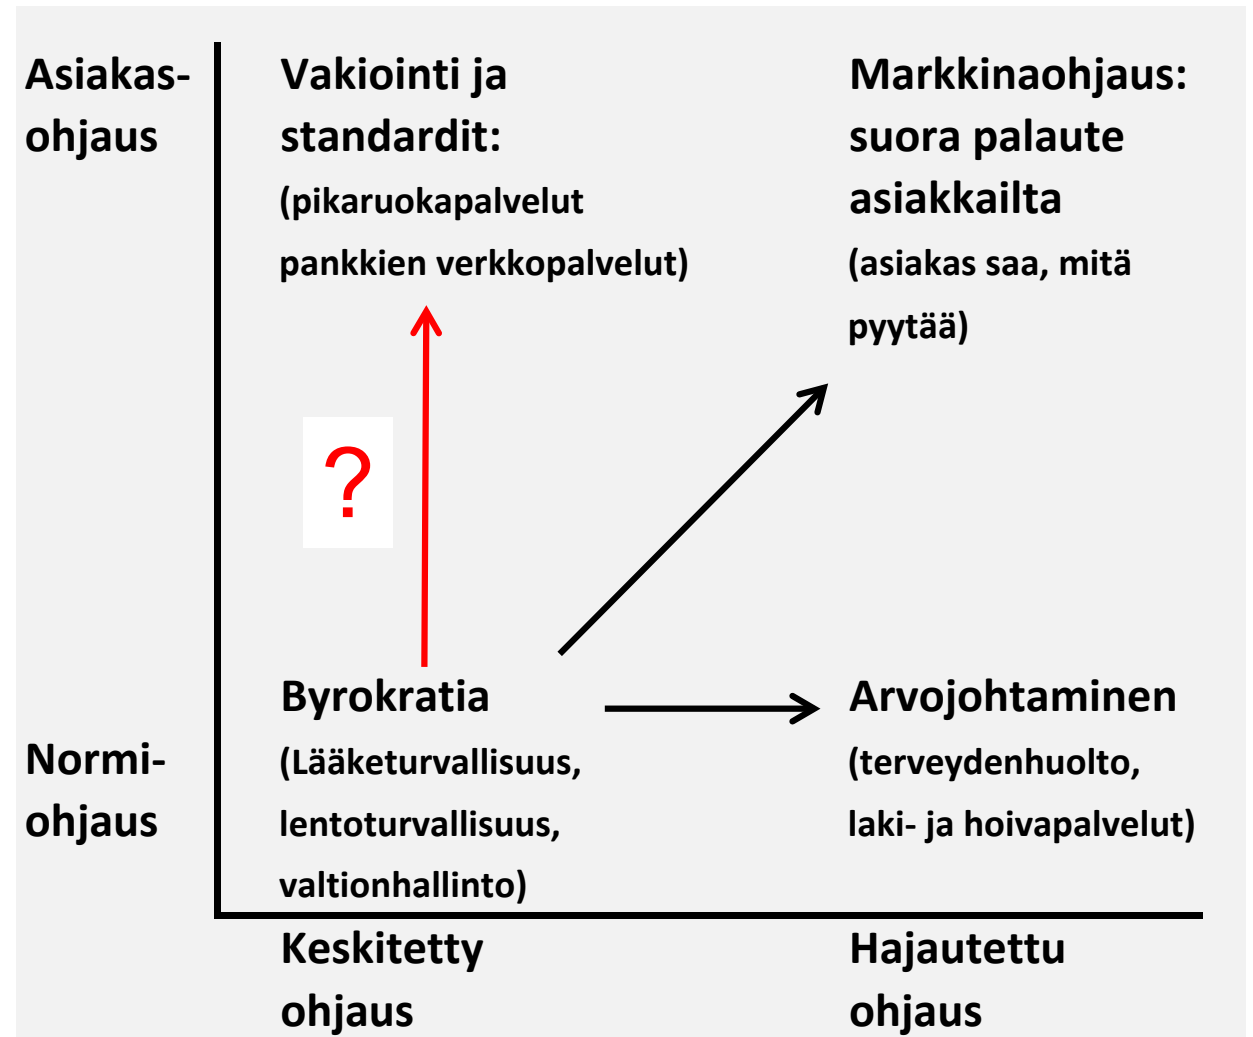 Asiakas-
ohjaus
Vakiointi ja
standardit:
(pikaruokapalvelut
pankkien verkkopalvelut)
Markkinaohjaus:
suora palaute
asiakkailta
(asiakas saa, mitä
pyytää)
?
Normi-
ohjaus
Byrokratia
(Lääketurvallisuus,
lentoturvallisuus,
valtionhallinto)
Arvojohtaminen
(terveydenhuolto,
laki- ja hoivapalvelut)
Keskitetty
ohjaus
Hajautettu
ohjaus